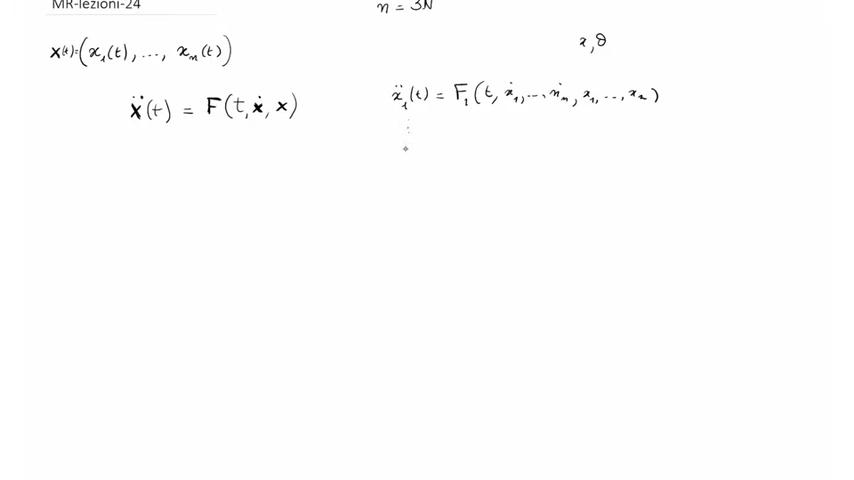 MR-lezioni-24
n = 3N
x, θ
x(t)=(x₁(t), ..., xₙ(t))
ẍ(t) = F(t, ẋ, x)
ẍ₁(t) = F₁(t, ẋ₁, ..., ẋₙ, x₁, ..., xₙ)
⋮